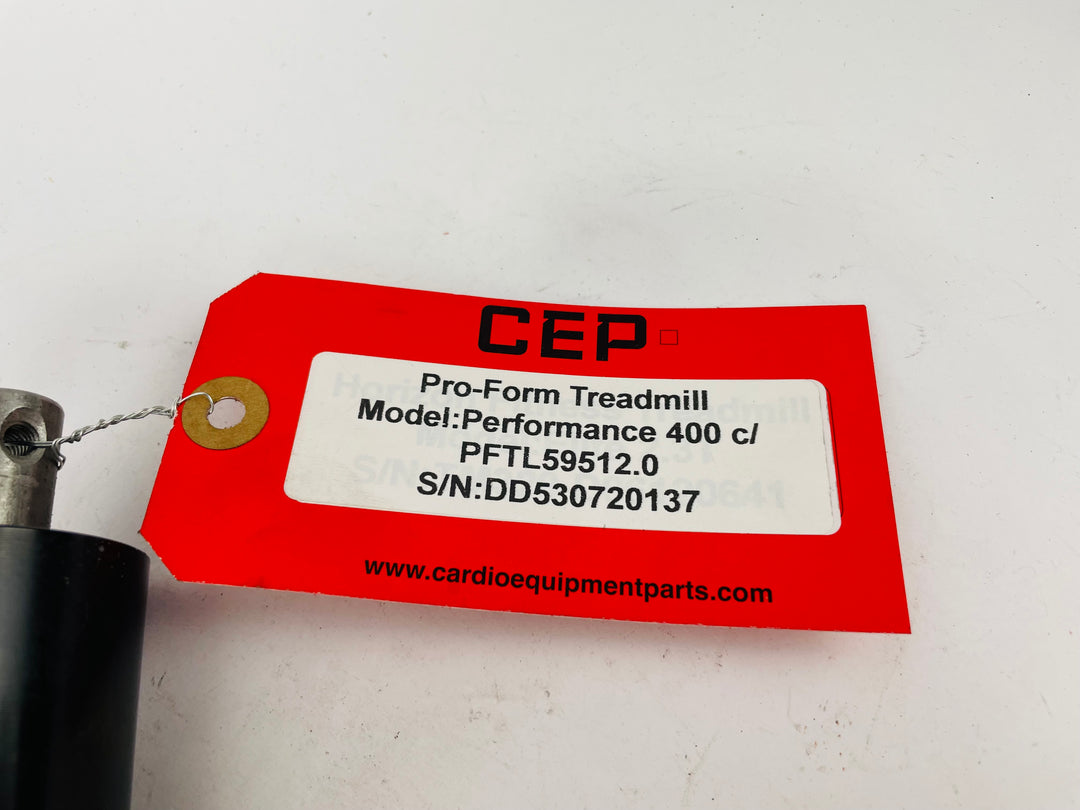 CEP
Pro-Form Treadmill
Model:Performance 400 c/
PFTL59512.0
S/N:DD530720137
www.cardioequipmentparts.com